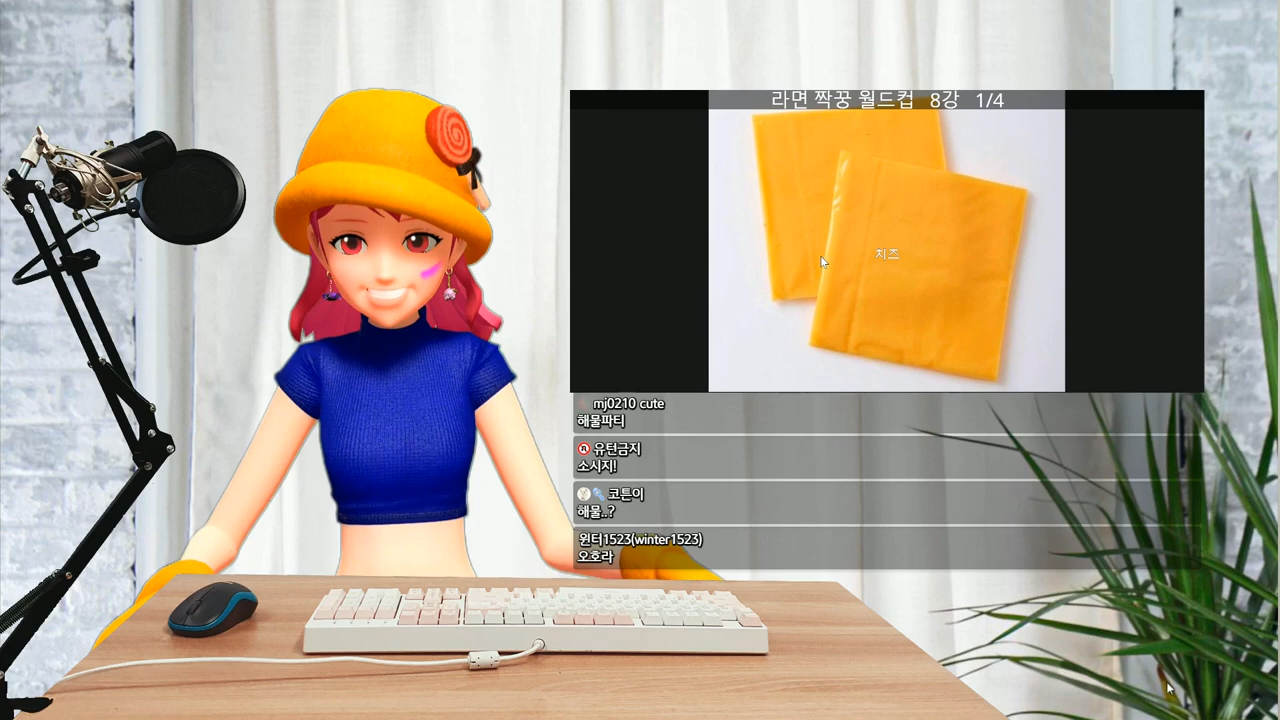 라면 짝꿍 월드컵 8강 1/4
치즈
mj0210 cute
해물파티
유턴금지
소시지!
코튼이
해물..?
윈터1523(winter1523)
오호라